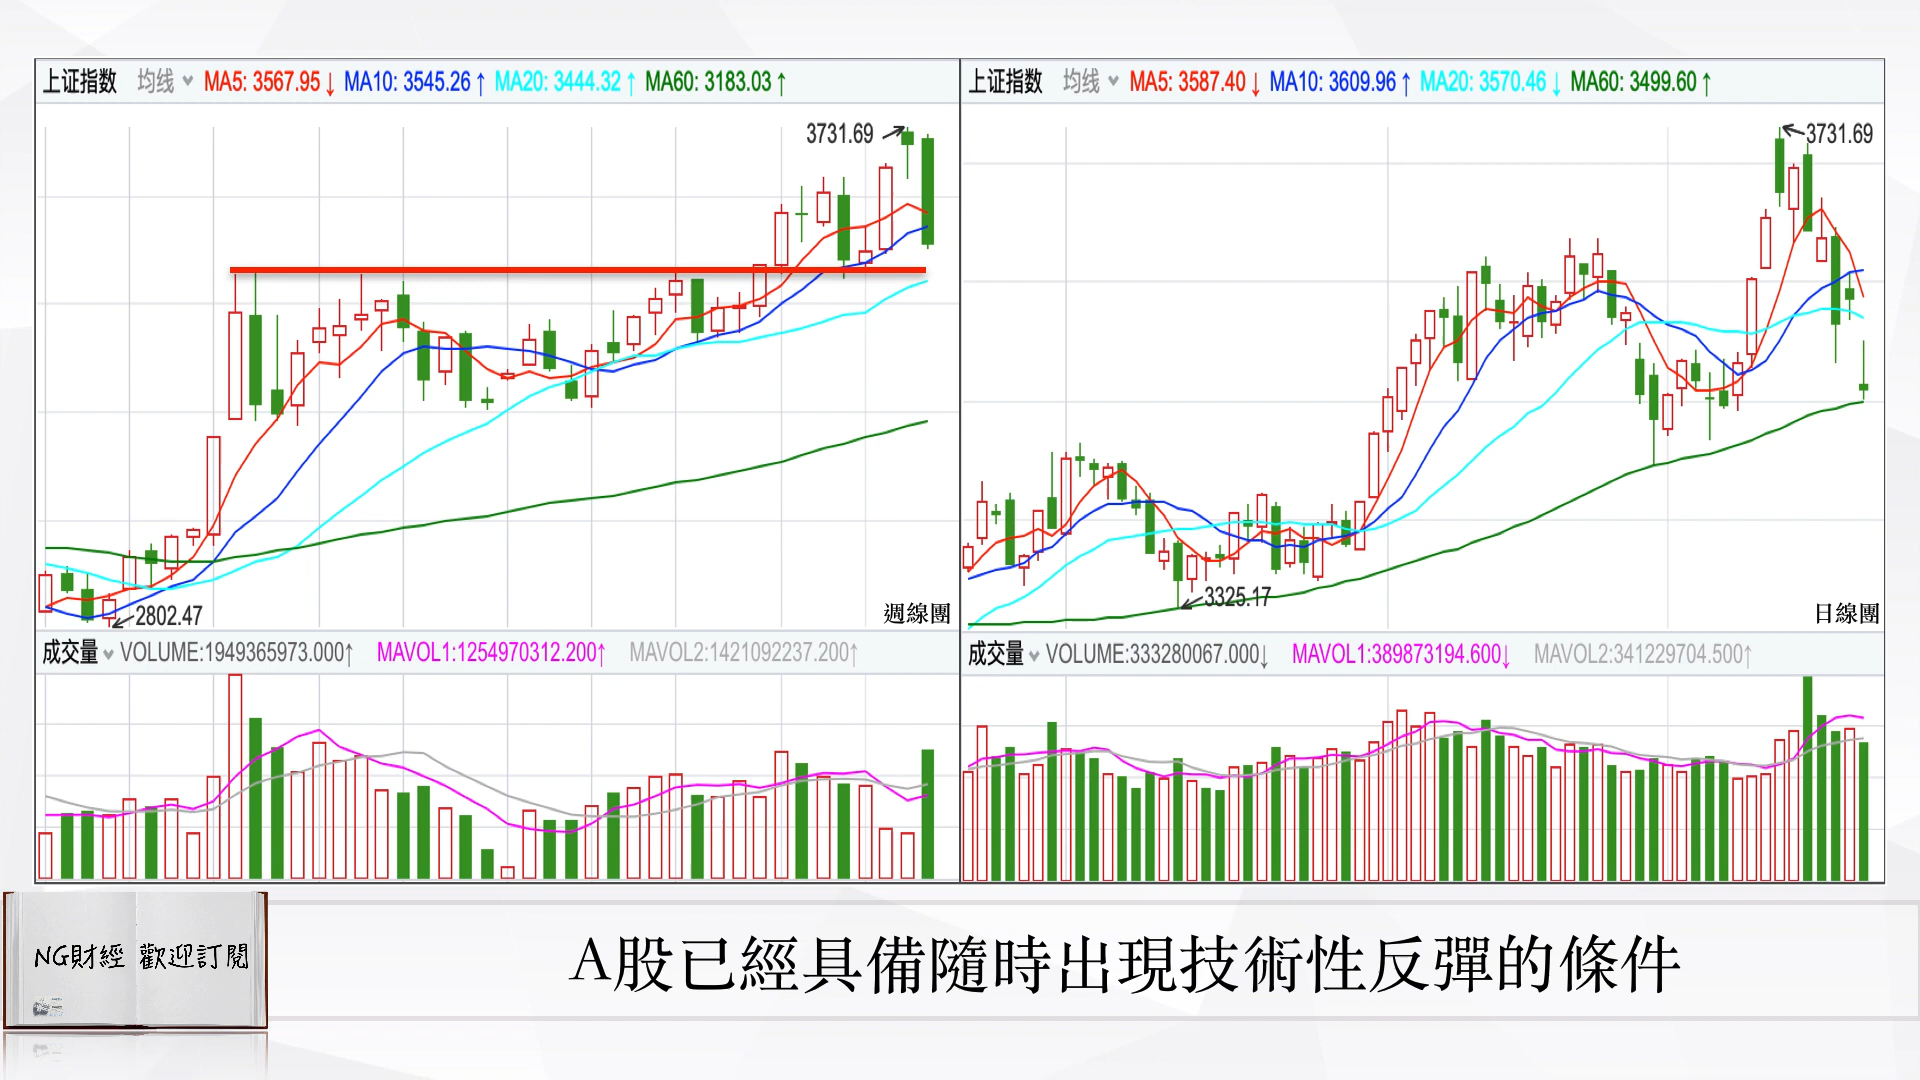 上证指数 均线 MA5: 3567.95↓ MA10: 3545.26↑ MA20: 3444.32↑ MA60: 3183.03↑
3731.69
2802.47
週線團
成交量 VOLUME:1949365973.000↑ MAVOL1:1254970312.200↑ MAVOL2:1421092237.200↑
上证指数 均线 MA5: 3587.40↓ MA10: 3609.96↑ MA20: 3570.46↓ MA60: 3499.60↑
3731.69
3325.17
日線團
成交量 VOLUME:333280067.000↓ MAVOL1:389873194.600↓ MAVOL2:341229704.500↑
NG財經 歡迎訂閱
A股已經具備隨時出現技術性反彈的條件